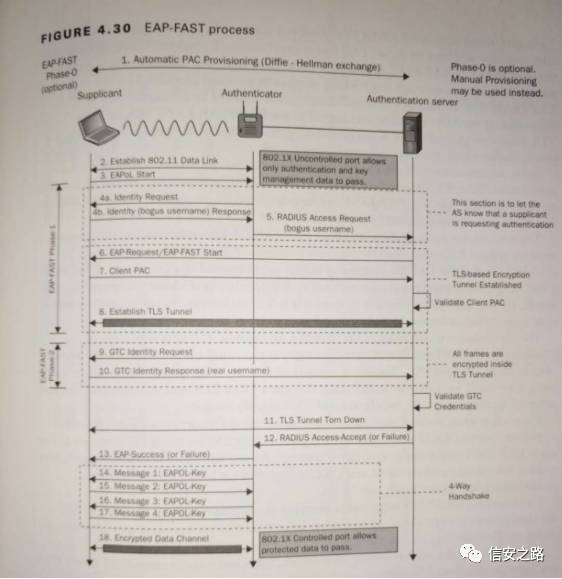 FIGURE 4.30 EAP-FAST process
EAP-FAST
Phase-0
(optional)
1. Automatic PAC Provisioning (Diffie - Hellman exchange)
Phase-0 is optional.
Manual Provisioning
may be used instead.
Supplicant
Authenticator
Authentication server
2. Establish 802.11 Data Link
3. EAPoL Start
802.1X Uncontrolled port allows
only authentication and key
management data to pass.
EAP-FAST Phase-1
4a. Identity Request
4b. Identity (bogus username) Response
5. RADIUS Access Request
(bogus username)
This section is to let the
AS know that a supplicant
is requesting authentication
6. EAP-Request/EAP-FAST Start
7. Client PAC
TLS-based Encryption
Tunnel Established
Validate Client PAC
8. Establish TLS Tunnel
EAP-FAST
Phase-2
9. GTC Identity Request
10. GTC Identity Response (real username)
All frames are
encrypted inside
TLS Tunnel
Validate GTC
Credentials
11. TLS Tunnel Torn Down
12. RADIUS Access-Accept (or Failure)
13. EAP-Success (or Failure)
14. Message 1: EAPOL-Key
15. Message 2: EAPOL-Key
16. Message 3: EAPOL-Key
17. Message 4: EAPOL-Key
4-Way
Handshake
18. Encrypted Data Channel
802.1X Controlled port allows
protected data to pass.
信安之路